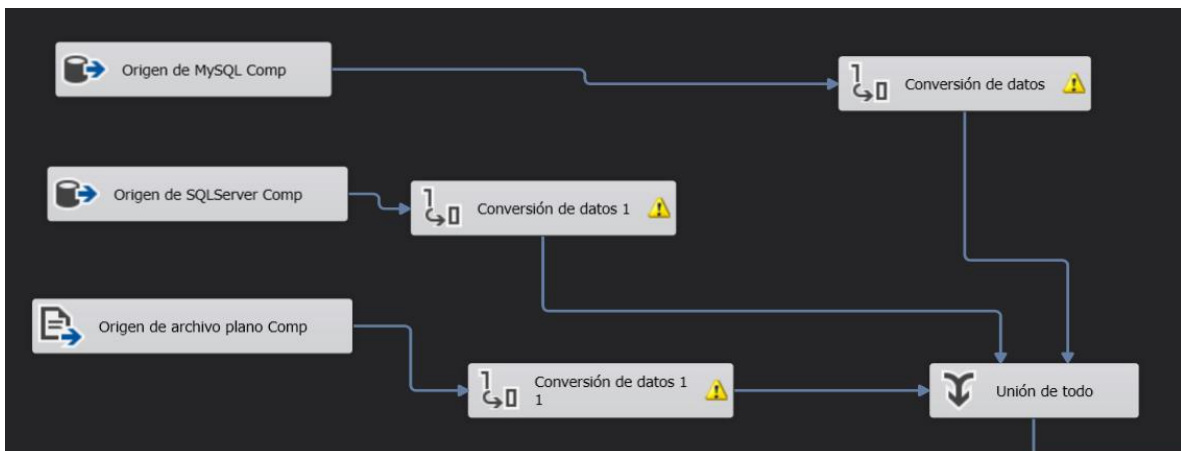 Origen de MySQL Comp
Conversión de datos
Origen de SQLServer Comp
Conversión de datos 1
Origen de archivo plano Comp
Conversión de datos 1
1
Unión de todo